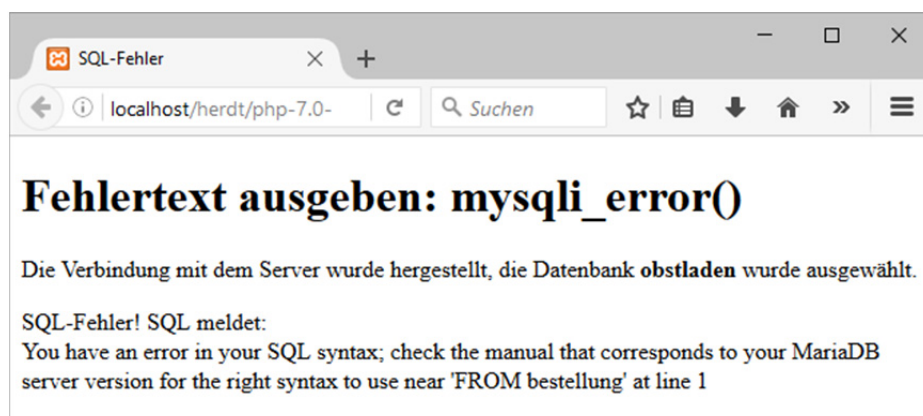 SQL-Fehler
localhost/herdt/php-7.0-
Suchen
Fehlertext ausgeben: mysqli_error()
Die Verbindung mit dem Server wurde hergestellt, die Datenbank obstladen wurde ausgewählt.
SQL-Fehler! SQL meldet:
You have an error in your SQL syntax; check the manual that corresponds to your MariaDB
server version for the right syntax to use near 'FROM bestellung' at line 1